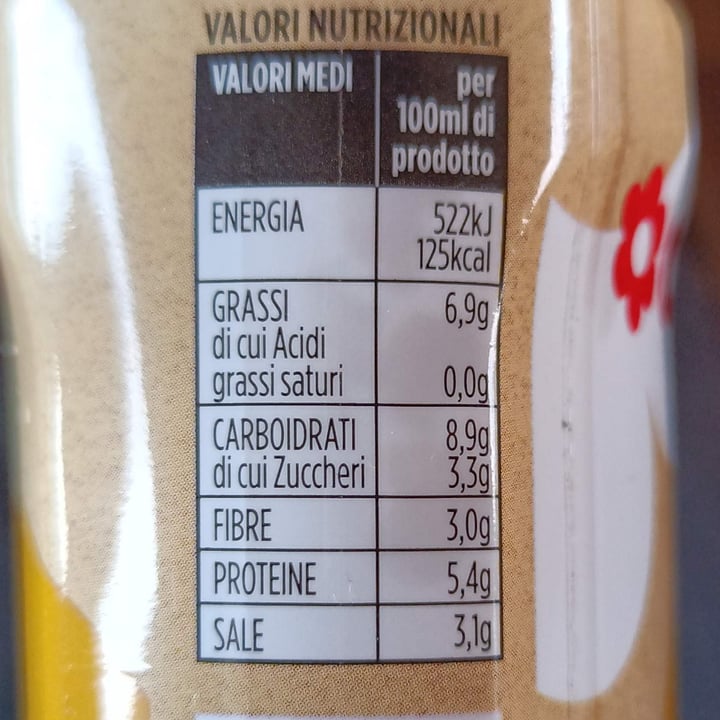 VALORI NUTRIZIONALI
VALORI MEDI per
100ml di
prodotto
ENERGIA 522kJ
125kcal
GRASSI 6,9g
di cui Acidi
grassi saturi 0,0g
CARBOIDRATI 8,9g
di cui Zuccheri 3,3g
FIBRE 3,0g
PROTEINE 5,4g
SALE 3,1g